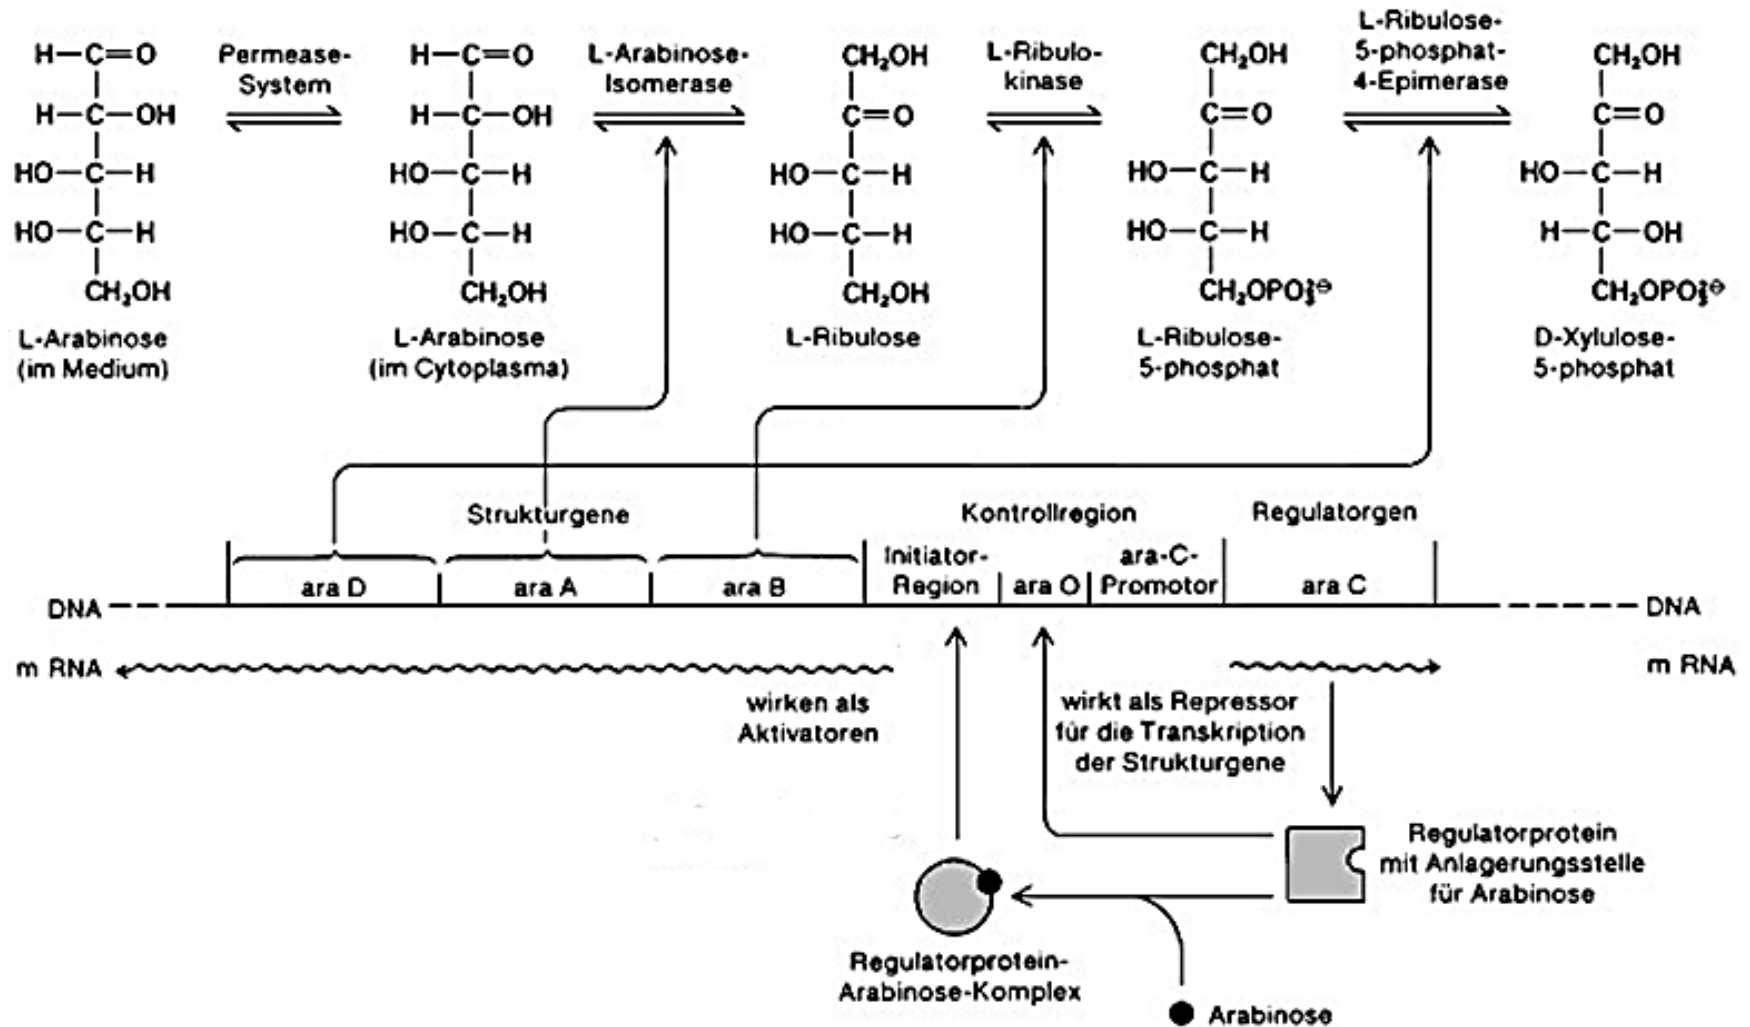 Permease-
System
L-Arabinose-
Isomerase
L-Ribulo-
kinase
L-Ribulose-
5-phosphat-
4-Epimerase
H–C=O
H–C–OH
HO–C–H
HO–C–H
CH₂OH
L-Arabinose
(im Medium)
H–C=O
H–C–OH
HO–C–H
HO–C–H
CH₂OH
L-Arabinose
(im Cytoplasma)
CH₂OH
C=O
HO–C–H
HO–C–H
CH₂OH
L-Ribulose
CH₂OH
C=O
HO–C–H
HO–C–H
CH₂OPO₃²⊖
L-Ribulose-
5-phosphat
CH₂OH
C=O
HO–C–H
H–C–OH
CH₂OPO₃²⊖
D-Xylulose-
5-phosphat
Strukturgene
Kontrollregion
Regulatorgen
ara D
ara A
ara B
Initiator-
Region
ara O
ara-C-
Promotor
ara C
DNA
DNA
m RNA
m RNA
wirken als
Aktivatoren
wirkt als Repressor
für die Transkription
der Strukturgene
Regulatorprotein
mit Anlagerungsstelle
für Arabinose
Regulatorprotein-
Arabinose-Komplex
Arabinose